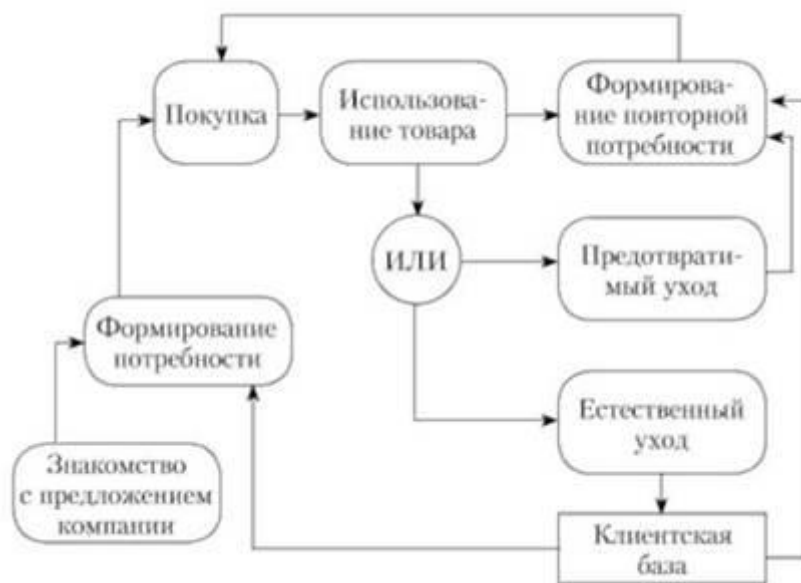 Покупка
Использова-
ние товара
Формирова-
ние повторной
потребности
ИЛИ
Предотврати-
мый уход
Формирование
потребности
Естественный
уход
Знакомство
с предложением
компании
Клиентская
база